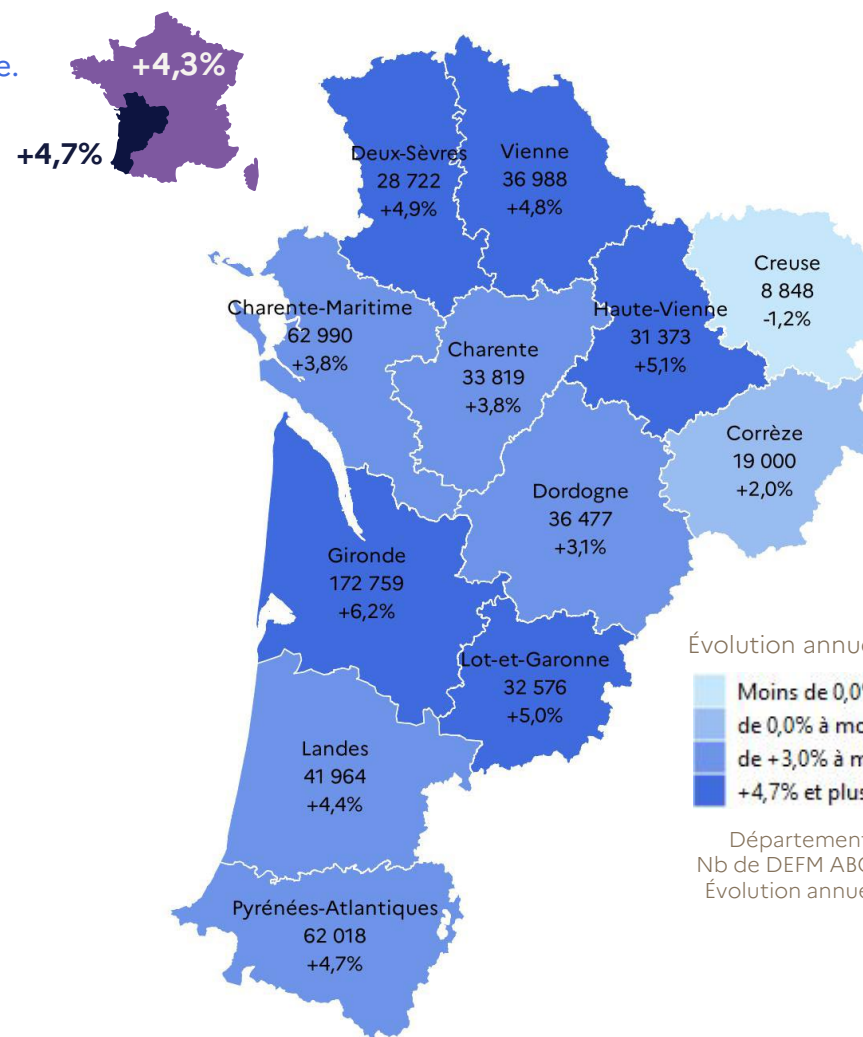 e.
+4,3%
+4,7%
Deux-Sèvres
28 722
+4,9%
Vienne
36 988
+4,8%
Creuse
8 848
-1,2%
Charente-Maritime
62 990
+3,8%
Charente
33 819
+3,8%
Haute-Vienne
31 373
+5,1%
Corrèze
19 000
+2,0%
Dordogne
36 477
+3,1%
Gironde
172 759
+6,2%
Lot-et-Garonne
32 576
+5,0%
Landes
41 964
+4,4%
Pyrénées-Atlantiques
62 018
+4,7%
Évolution annue
Moins de 0,0%
de 0,0% à mo
de +3,0% à m
+4,7% et plus
Département
Nb de DEFM ABC
Évolution annue